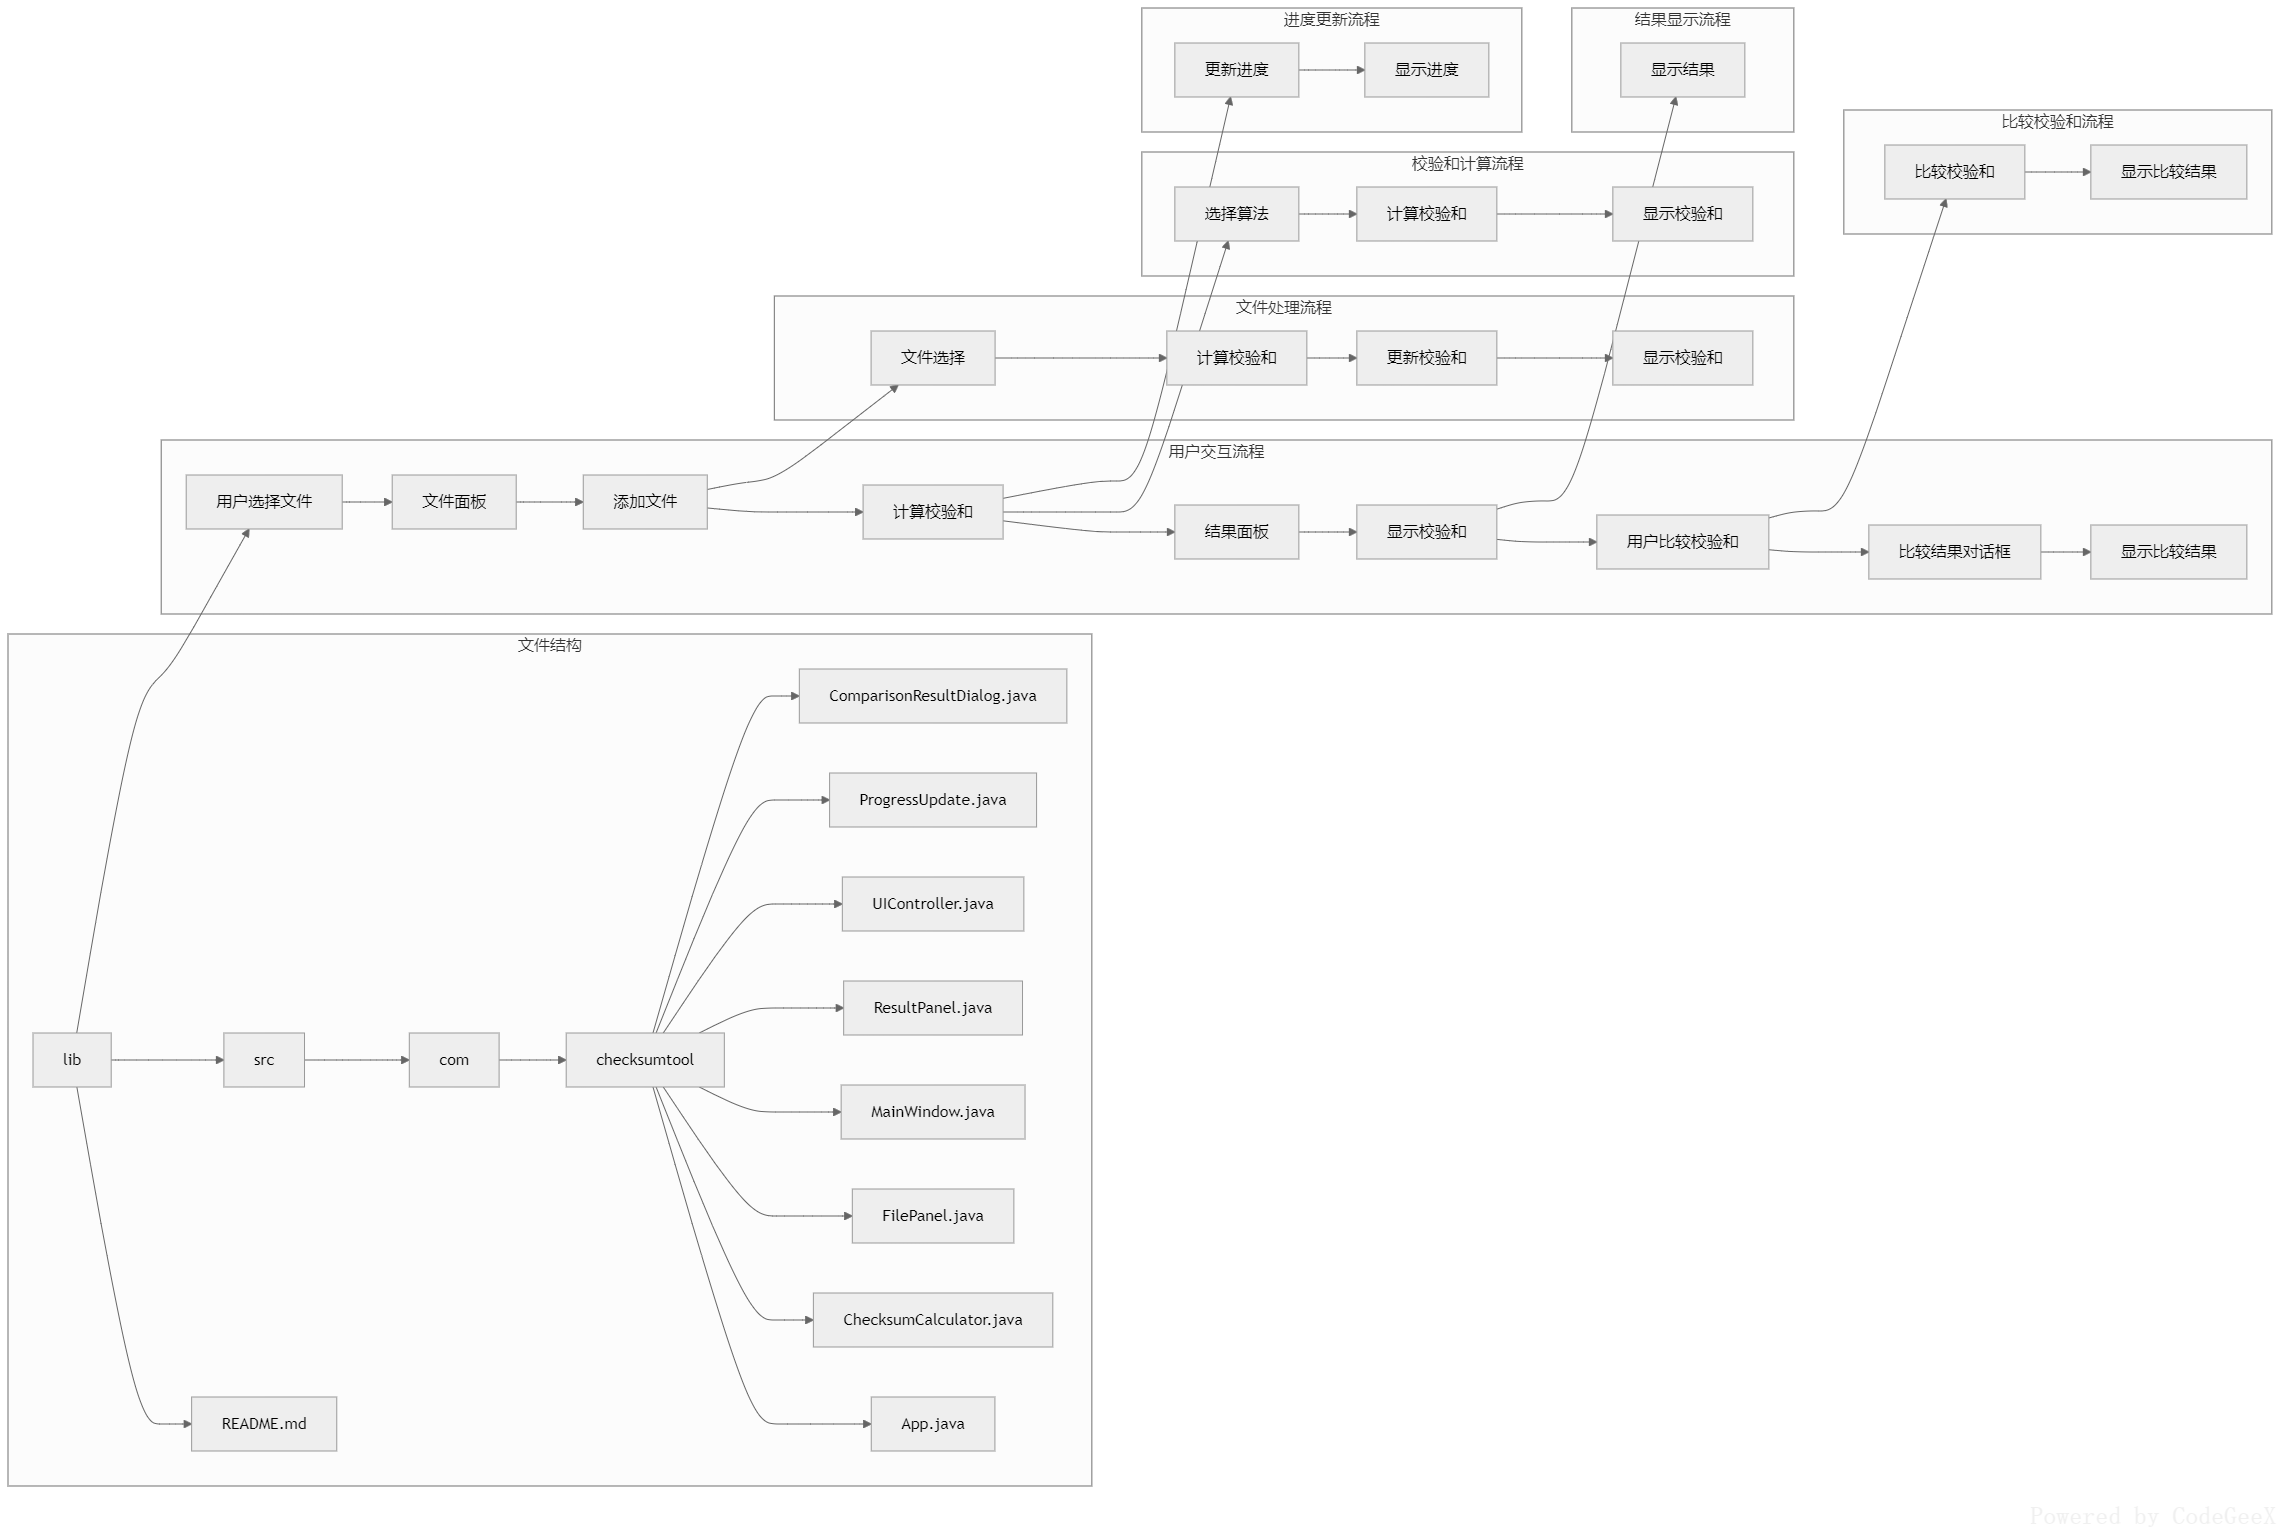 进度更新流程
更新进度
显示进度
结果显示流程
显示结果
比较校验和流程
比较校验和
显示比较结果
校验和计算流程
选择算法
计算校验和
显示校验和
文件处理流程
文件选择
计算校验和
更新校验和
显示校验和
用户交互流程
用户选择文件
文件面板
添加文件
计算校验和
结果面板
显示校验和
用户比较校验和
比较结果对话框
显示比较结果
文件结构
ComparisonResultDialog.java
ProgressUpdate.java
UIController.java
ResultPanel.java
lib
src
com
checksumtool
MainWindow.java
FilePanel.java
ChecksumCalculator.java
README.md
App.java
Powered by CodeGeeX